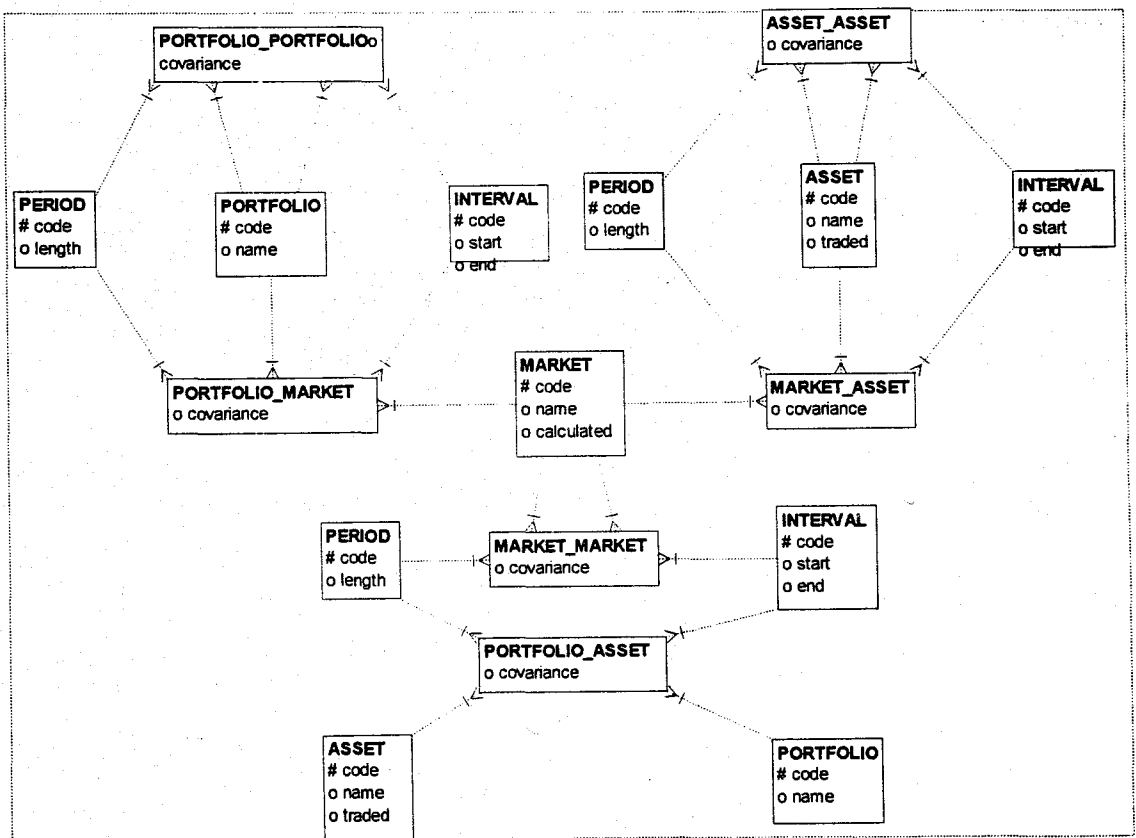 PORTFOLIO_PORTFOLIOo
covariance
ASSET_ASSET
o covariance
PERIOD
# code
o length
PORTFOLIO
# code
o name
INTERVAL
# code
o start
o end
PERIOD
# code
o length
ASSET
# code
o name
o traded
INTERVAL
# code
o start
o end
PORTFOLIO_MARKET
o covariance
MARKET
# code
o name
o calculated
MARKET_ASSET
o covariance
PERIOD
# code
o length
MARKET_MARKET
o covariance
INTERVAL
# code
o start
o end
PORTFOLIO_ASSET
o covariance
ASSET
# code
o name
o traded
PORTFOLIO
# code
o name